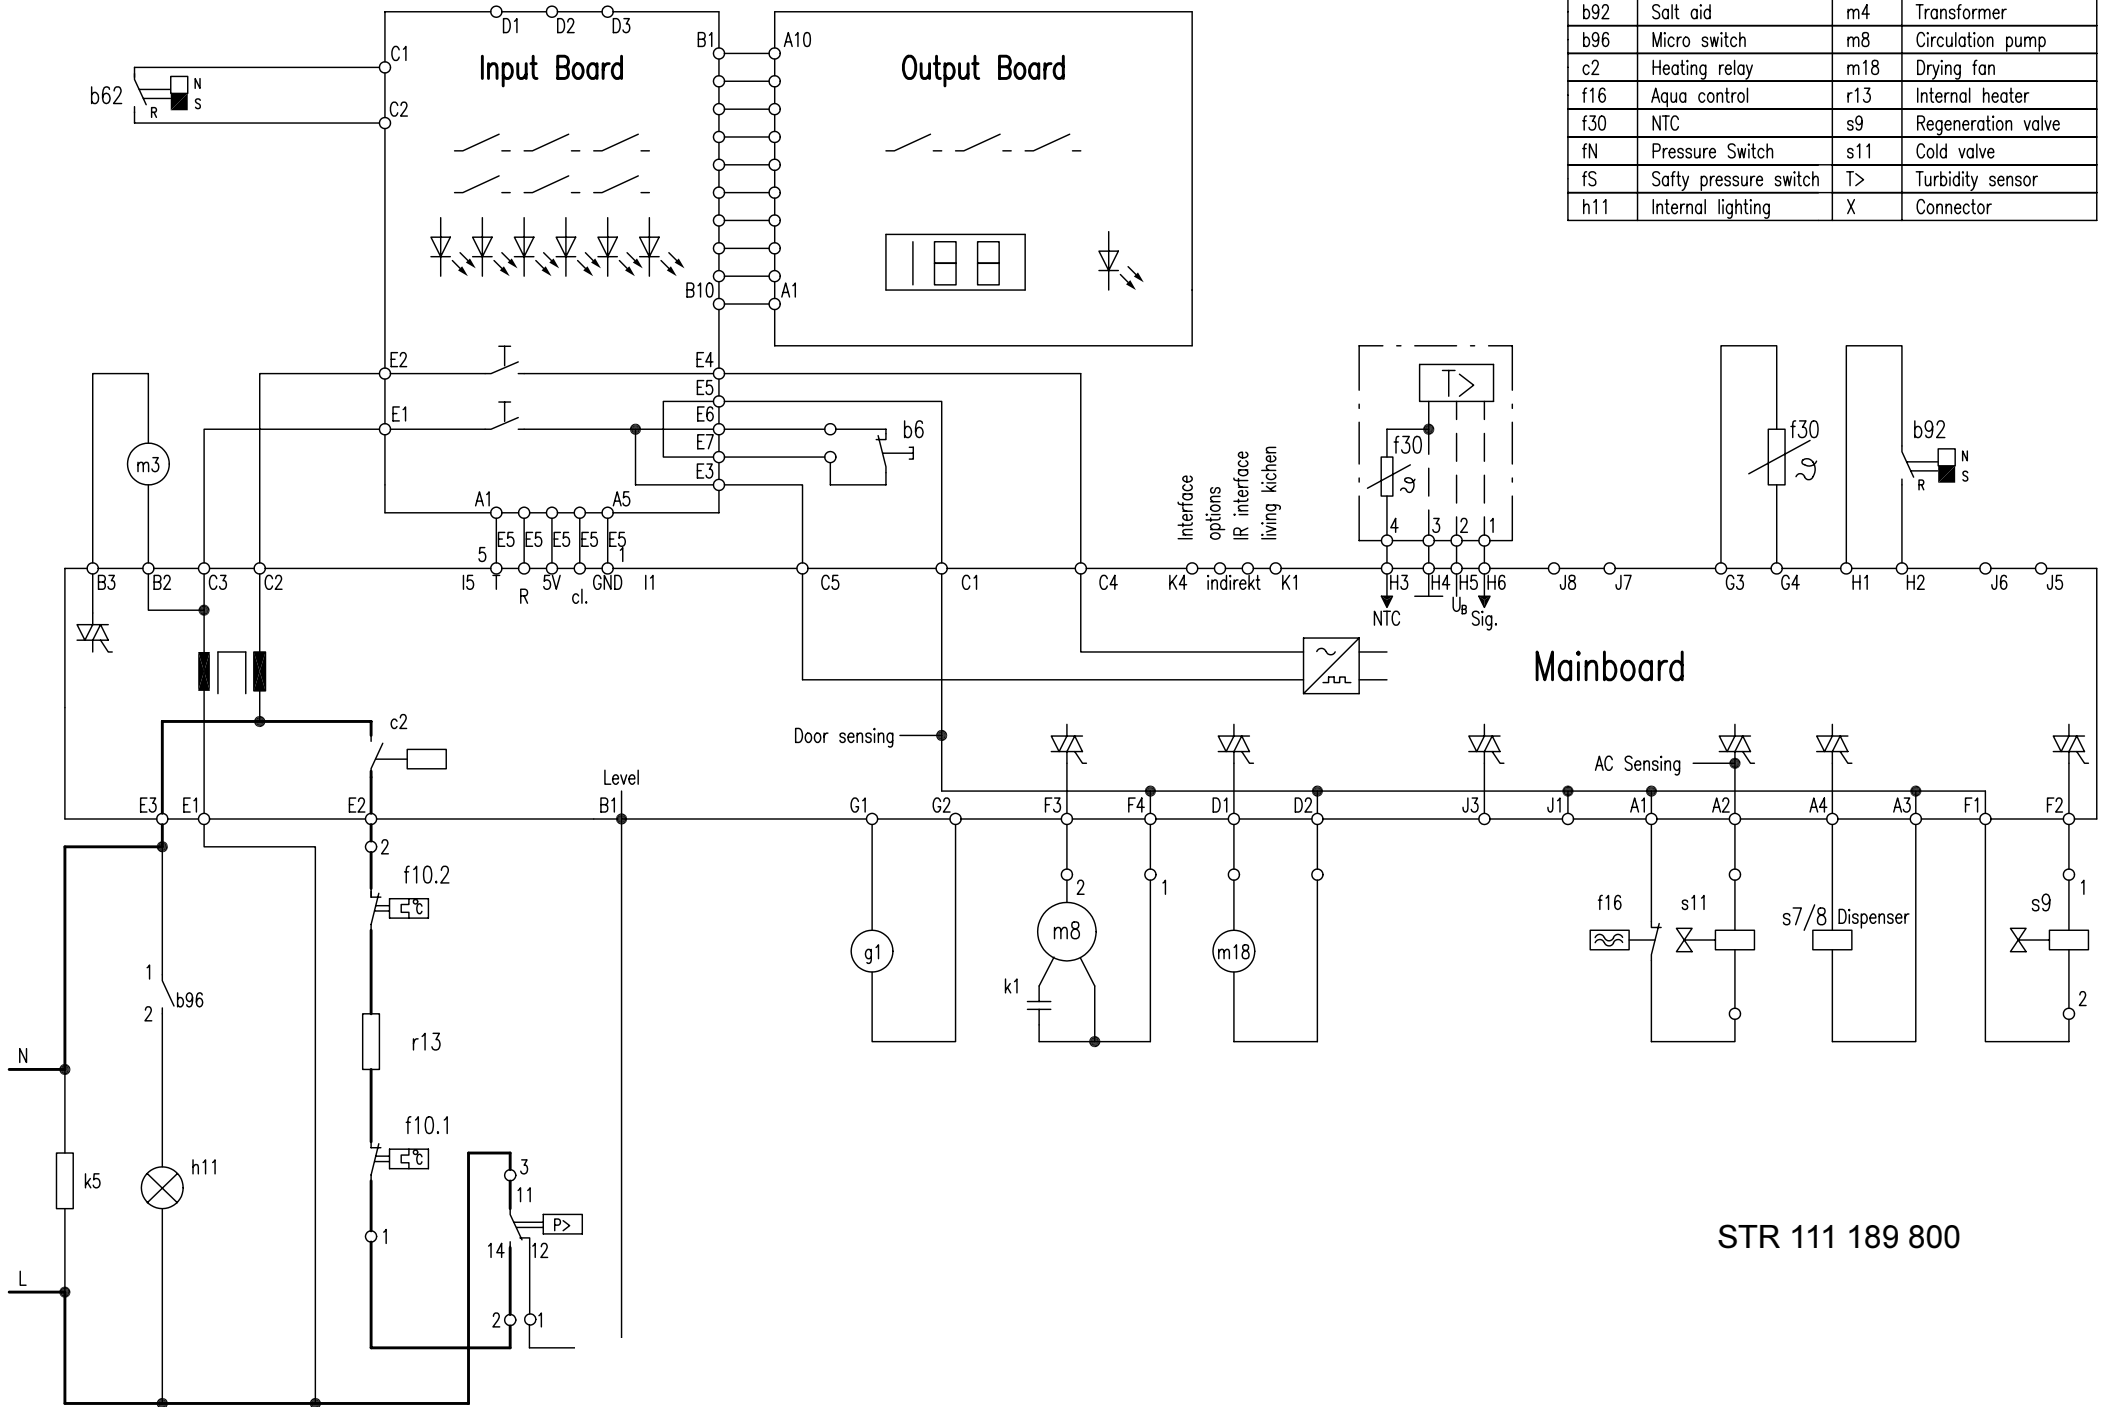 b92 Salt aid m4 Transformer
b96 Micro switch m8 Circulation pump
c2 Heating relay m18 Drying fan
f16 Aqua control r13 Internal heater
f30 NTC s9 Regeneration valve
fN Pressure Switch s11 Cold valve
fS Safty pressure switch T> Turbidity sensor
h11 Internal lighting X Connector
D1 D2 D3
C1
B1 A10
Input Board
Output Board
b62
N
S
R
C2
B10 A1
E2 E4
E5
E1 E6
E7
E3
b6
m3
A1 A5
E5 E5 E5 E5 E5
5 1
Interface
options
IR interface
living kichen
T>
f30
ϑ
4 3 2 1
f30
ϑ
b92
N
S
R
B3 B2 C3 C2 I5 T R 5V cl. GND I1 C5 C1 C4 K4 indirekt K1 H3 H4 H5 H6 J8 J7 G3 G4 H1 H2 J6 J5
NTC UB Sig.
Mainboard
c2
Door sensing
AC Sensing
Level
E3 E1 E2 B1 G1 G2 F3 F4 D1 D2 J3 J1 A1 A2 A4 A3 F1 F2
2
f10.2
°C
2 1
1
f16 s11 s7/8 Dispenser s9
g1 m8 m18
k1
1
b96
2
2
r13
N
f10.1
°C
k5
h11
3
11
P>
14 12
1
2 1
L
STR 111 189 800